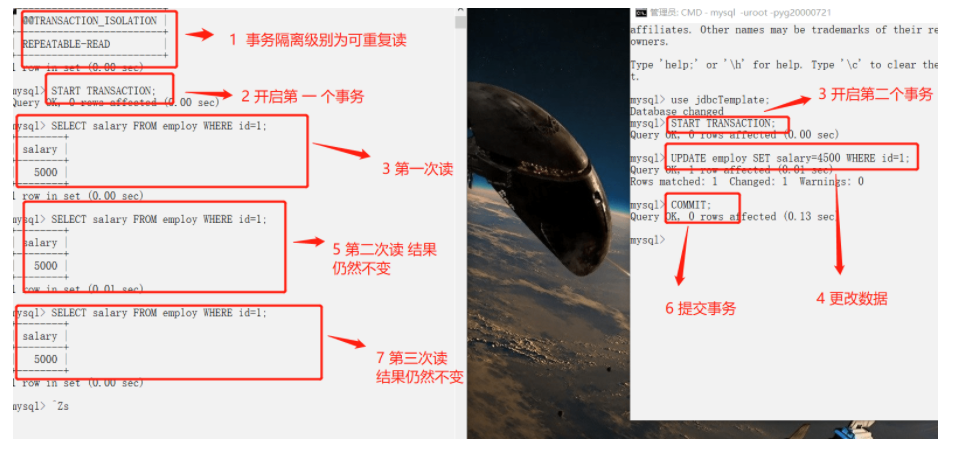 @@TRANSACTION_ISOLATION
REPEATABLE-READ
1 row in set (0.00 sec)
1 事务隔离级别为可重复读
mysql> START TRANSACTION;
Query OK, 0 rows affected (0.00 sec)
2 开启第 一 个事务
mysql> SELECT salary FROM employ WHERE id=1;
salary
5000
1 row in set (0.00 sec)
3 第一次读
mysql> SELECT salary FROM employ WHERE id=1;
salary
5000
1 row in set (0.01 sec)
5 第二次读 结果
仍然不变
mysql> SELECT salary FROM employ WHERE id=1;
salary
5000
1 row in set (0.00 sec)
7 第三次读
结果仍然不变
mysql> ^Zs
管理员: CMD - mysql -uroot -pyg20000721
affiliates. Other names may be trademarks of their re
owners.
Type 'help;' or '\h' for help. Type '\c' to clear the
t.
mysql> use jdbcTemplate;
Database changed
3 开启第二个事务
mysql> START TRANSACTION;
Query OK, 0 rows affected (0.00 sec)
mysql> UPDATE employ SET salary=4500 WHERE id=1;
Query OK, 1 row affected (0.01 sec)
Rows matched: 1 Changed: 1 Warnings: 0
mysql> COMMIT;
Query OK, 0 rows affected (0.13 sec
mysql>
4 更改数据
6 提交事务